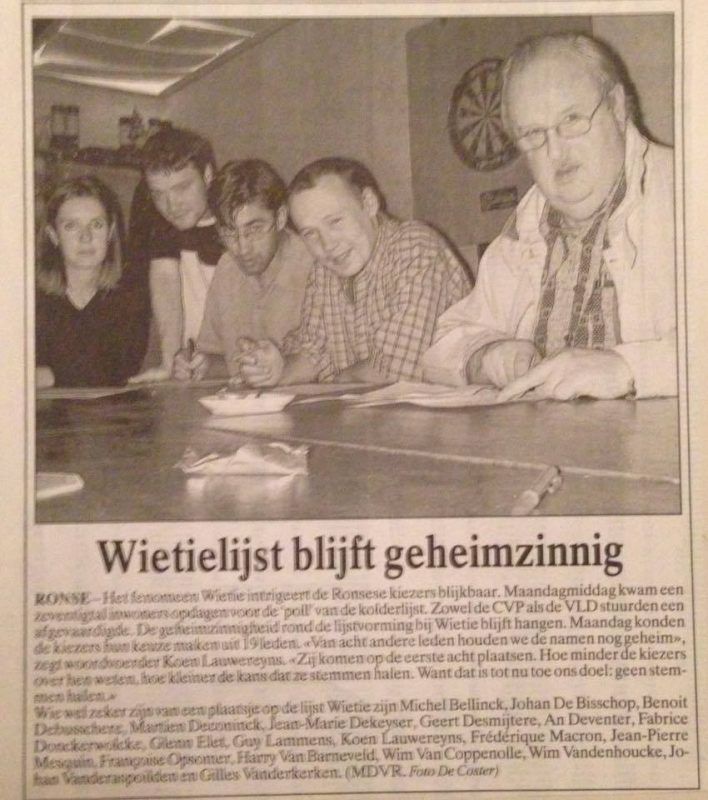 Wietielijst blijft geheimzinnig
RONSE – Het fenomeen Wietie intrigeert de Ronsese kiezers blijkbaar. Maandagmiddag kwam een
zeventigtal inwoners opdagen voor de 'poll' van de kolderlijst. Zowel de CVP als de VLD stuurden een
afgevaardigde. De geheimzinnigheid rond de lijstvorming bij Wietie blijft hangen. Maandag konden
de kiezers hun keuze maken uit 19 leden. «Van acht andere leden houden we de namen nog geheim»,
zegt woordvoerder Koen Lauwereyns. «Zij komen op de eerste acht plaatsen. Hoe minder de kiezers
over hen weten, hoe kleiner de kans dat ze stemmen halen. Want dat is tot nu toe ons doel: geen stem-
men halen.»
Wie wel zeker zijn van een plaatsje op de lijst Wietie zijn Michel Bellinck, Johan De Bisschop, Benoit
Debusschere, Martien Deconinck, Jean-Marie Dekeyser, Geert Desmijtere, An Deventer, Fabrice
Donckerwolcke, Glenn Elet, Guy Lammens, Koen Lauwereyns, Frédérique Macron, Jean-Pierre
Mesquin, Françoise Opsomer, Harry Van Barneveld, Wim Van Coppenolle, Wim Vandenhoucke, Jo-
han Vanderaspoilden en Gilles Vanderkerken. (MDVR. Foto De Coster)